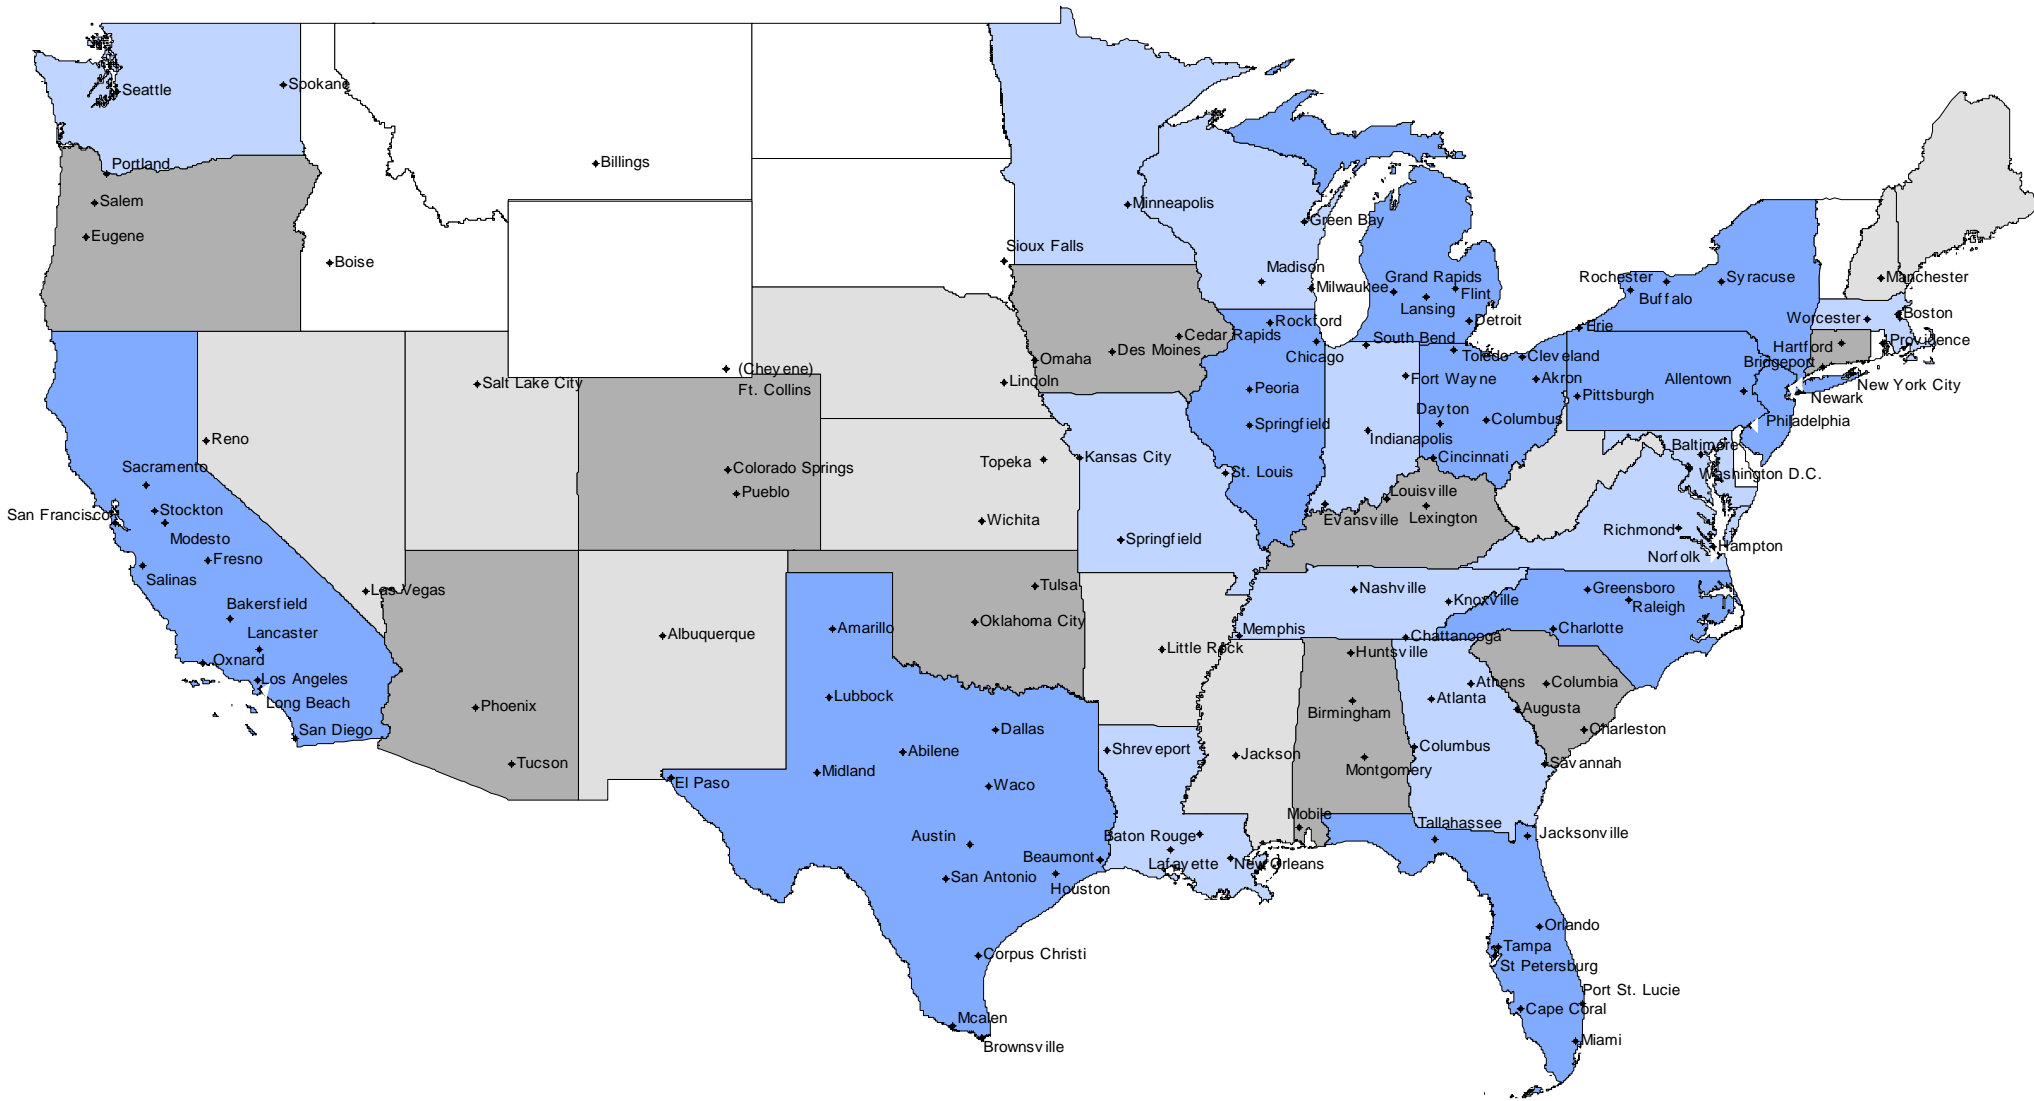 Seattle
Spokane
Portland
Salem
Eugene
Boise
Billings
Minneapolis
Green Bay
Sioux Falls
Madison
Milwaukee
Grand Rapids
Lansing
Flint
Detroit
Rochester
Buffalo
Syracuse
Manchester
Worcester
Boston
Hartford
Providence
Bridgeport
New York City
Newark
Allentown
Philadelphia
Erie
Pittsburgh
Rockford
Chicago
South Bend
Toledo
Cleveland
Akron
Fort Wayne
Dayton
Columbus
Cincinnati
Indianapolis
Peoria
Springfield
St. Louis
Cedar Rapids
Des Moines
Omaha
Lincoln
(Cheyene)
Ft. Collins
Salt Lake City
Reno
Sacramento
Stockton
San Francisco
Modesto
Fresno
Salinas
Las Vegas
Bakersfield
Lancaster
Oxnard
Los Angeles
Long Beach
San Diego
Colorado Springs
Pueblo
Topeka
Kansas City
Wichita
Springfield
Evansville
Louisville
Lexington
Baltimore
Washington D.C.
Richmond
Norfolk
Hampton
Tulsa
Oklahoma City
Amarillo
Albuquerque
Phoenix
Tucson
Lubbock
Dallas
Abilene
Midland
El Paso
Waco
Austin
San Antonio
Beaumont
Houston
Corpus Christi
Mcalen
Brownsville
Little Rock
Memphis
Nashville
Knoxville
Chattanooga
Huntsville
Greensboro
Raleigh
Charlotte
Columbia
Athens
Atlanta
Augusta
Charleston
Birmingham
Columbus
Savannah
Montgomery
Jackson
Shreveport
Mobile
Baton Rouge
Lafayette
New Orleans
Tallahassee
Jacksonville
Orlando
Tampa
St Petersburg
Port St. Lucie
Cape Coral
Miami